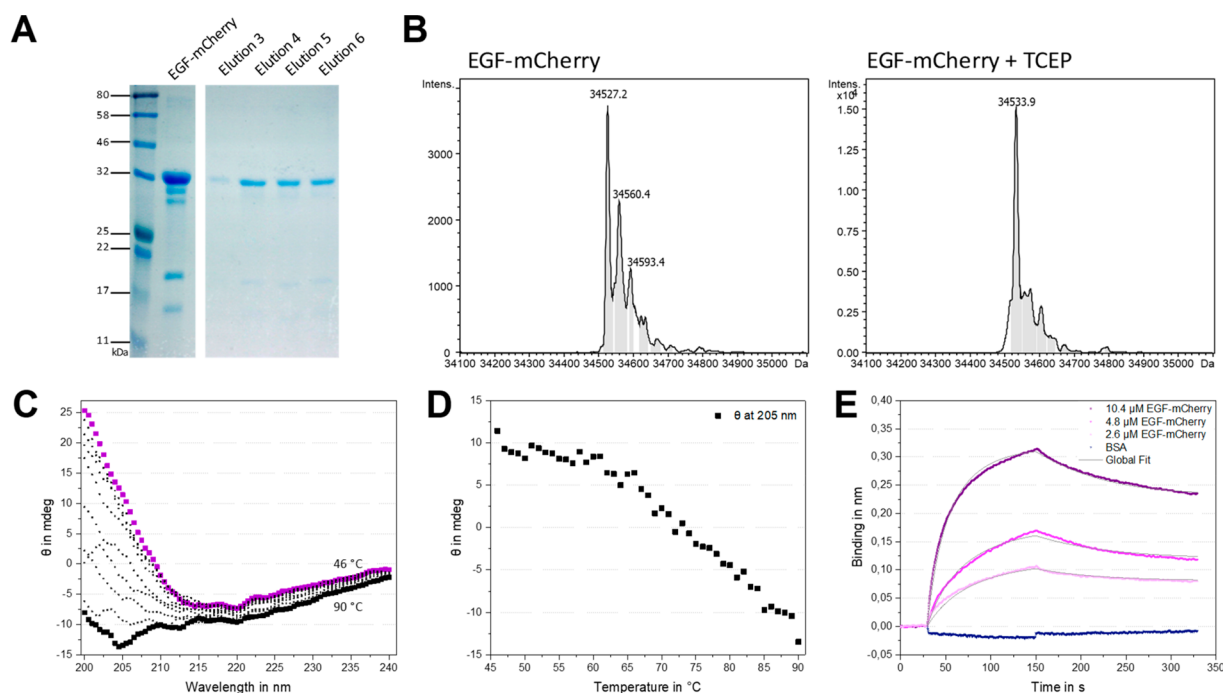 A
EGF-mCherry
Elution 3
Elution 4
Elution 5
Elution 6
80
58
46
32
25
22
17
11
kDa
B
EGF-mCherry
Intens.
3000
2000
1000
0
34527.2
34560.4
34593.4
34100 34200 34300 34400 34500 34600 34700 34800 34900 35000 Da
EGF-mCherry + TCEP
Intens.
x10⁴
1.50
1.25
1.00
0.75
0.50
0.25
0.00
34533.9
34100 34200 34300 34400 34500 34600 34700 34800 34900 35000 Da
C
θ in mdeg
25
20
15
10
5
0
-5
-10
-15
46 °C
90 °C
200 205 210 215 220 225 230 235 240
Wavelength in nm
D
θ at 205 nm
θ in mdeg
15
10
5
0
-5
-10
-15
45 50 55 60 65 70 75 80 85 90
Temperature in °C
E
10.4 µM EGF-mCherry
4.8 µM EGF-mCherry
2.6 µM EGF-mCherry
BSA
Global Fit
Binding in nm
0,40
0,35
0,30
0,25
0,20
0,15
0,10
0,05
0,00
-0,05
0 50 100 150 200 250 300 350
Time in s